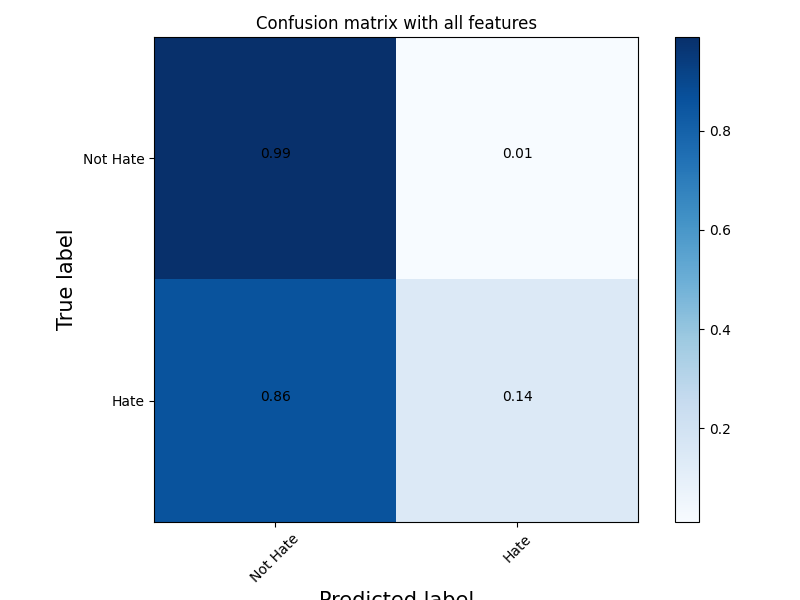 Confusion matrix with all features
True label
Not Hate
0.99
0.01
0.8
0.6
0.4
0.2
Hate
0.86
0.14
Not Hate
Hate
Predicted label